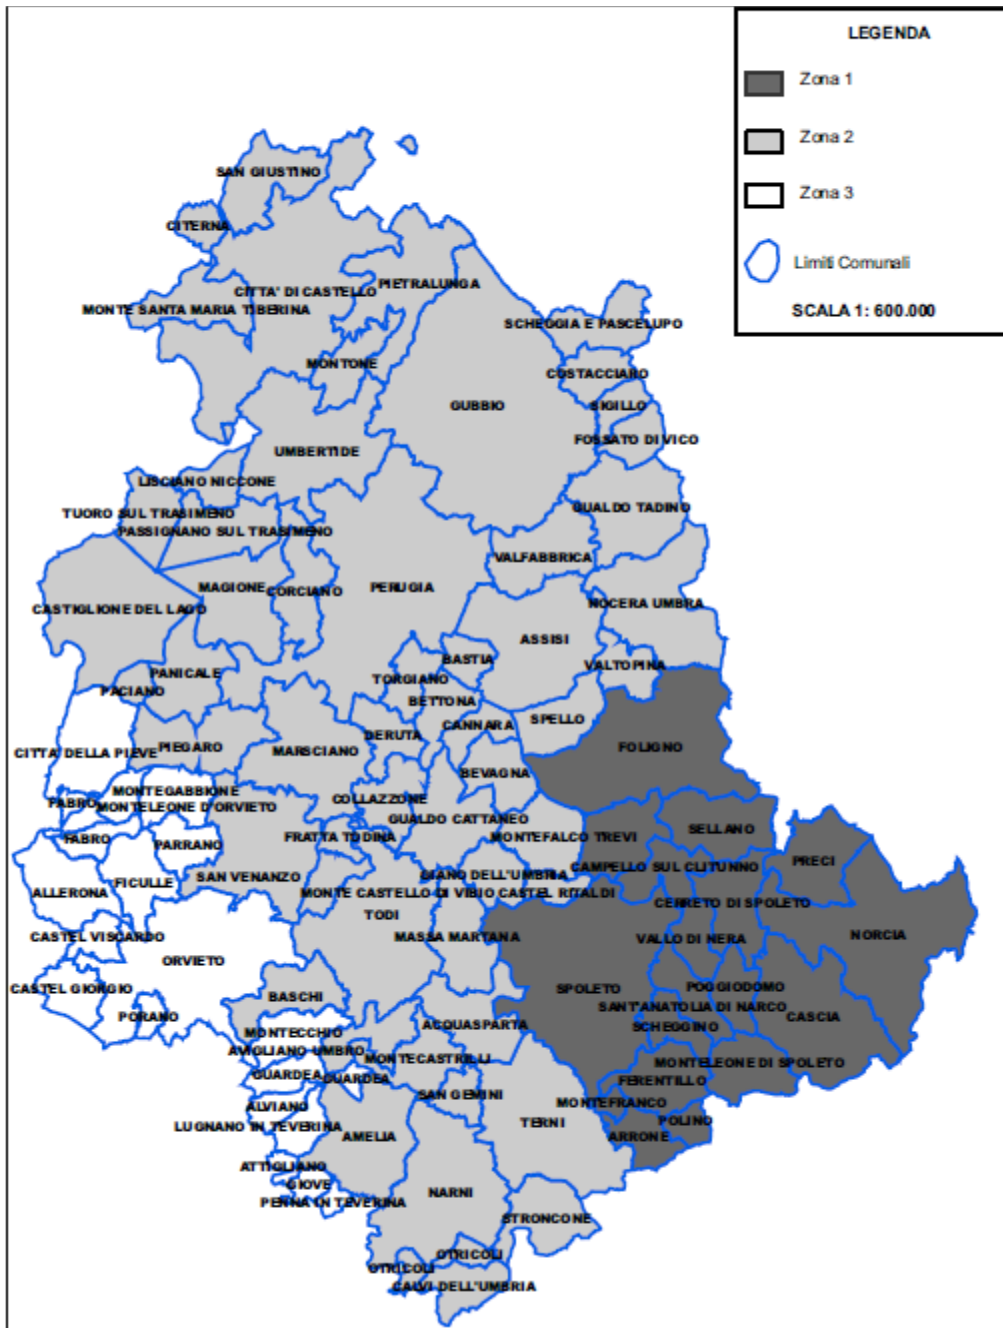 LEGENDA
Zona 1
Zona 2
Zona 3
Limiti Comunali
SCALA 1: 600.000
SAN GIUSTINO
CITERNA
PIETRALUNGA
CITTA' DI CASTELLO
MONTE SANTA MARIA TIBERINA
SCHEGGIA E PASCELUPO
MONTONE
COSTACCIARO
GUBBIO
SIGILLO
FOSSATO DI VICO
UMBERTIDE
LISCIANO NICCONE
GUALDO TADINO
TUORO SUL TRASIMENO
PASSIGNANO SUL TRASIMENO
VALFABBRICA
MAGIONE
CORCIANO
PERUGIA
CASTIGLIONE DEL LAGO
NOCERA UMBRA
ASSISI
BASTIA
VALTOPINA
PANICALE
TORGIANO
PACIANO
BETTONA
SPELLO
CANNARA
DERUTA
CITTA' DELLA PIEVE
PIEGARO
MARSCIANO
FOLIGNO
BEVAGNA
MONTEGABBIONE
FABRO
MONTELEONE D'ORVIETO
COLLAZZONE
GUALDO CATTANEO
FABRO
PARRANO
FRATTA TODINA
MONTEFALCO
TREVI
SELLANO
PRECI
CAMPELLO SUL CLITUNNO
ALLERONA
FICULLE
SAN VENANZO
GIANO DELL'UMBRIA
MONTE CASTELLO DI VIBIO
CASTEL RITALDI
CERRETO DI SPOLETO
TODI
CASTEL VISCARDO
MASSA MARTANA
VALLO DI NERA
NORCIA
ORVIETO
CASTEL GIORGIO
BASCHI
SPOLETO
POGGIODOMO
SANT'ANATOLIA DI NARCO
CASCIA
PORANO
MONTECCHIO
ACQUASPARTA
SCHEGGINO
AVIGLIANO UMBRO
MONTECASTRILLI
MONTELEONE DI SPOLETO
GUARDEA
GUARDEA
FERENTILLO
SAN GEMINI
MONTEFRANCO
ALVIANO
LUGNANO IN TEVERINA
AMELIA
TERNI
POLINO
ARRONE
ATTIGLIANO
GIOVE
PENNA IN TEVERINA
NARNI
STRONCONE
OTRICOLI
OTRICOLI
CALVI DELL'UMBRIA